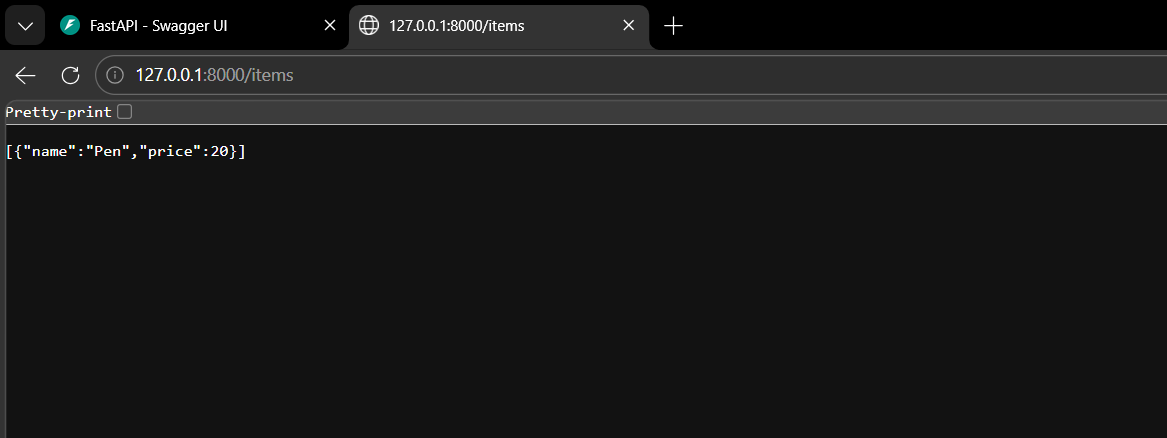 FastAPI - Swagger UI
127.0.0.1:8000/items
127.0.0.1:8000/items
Pretty-print
[{"name":"Pen","price":20}]